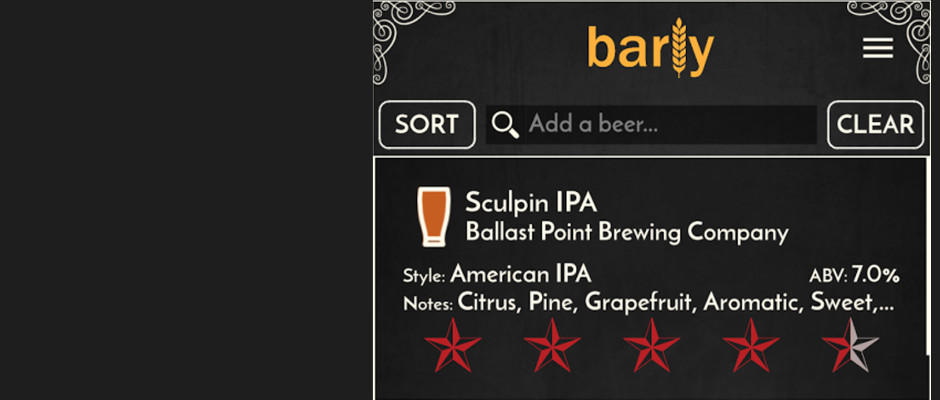 barly
SORT
Add a beer...
CLEAR
Sculpin IPA
Ballast Point Brewing Company
Style: American IPA
ABV: 7.0%
Notes: Citrus, Pine, Grapefruit, Aromatic, Sweet,...